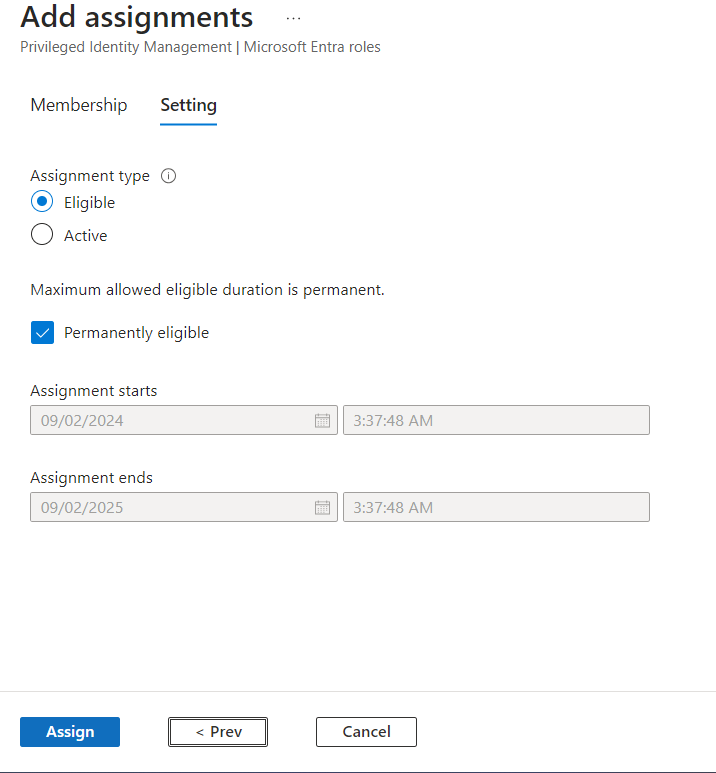 Add assignments ...
Privileged Identity Management | Microsoft Entra roles
Membership Setting
Assignment type
Eligible
Active
Maximum allowed eligible duration is permanent.
Permanently eligible
Assignment starts
09/02/2024 3:37:48 AM
Assignment ends
09/02/2025 3:37:48 AM
Assign < Prev Cancel